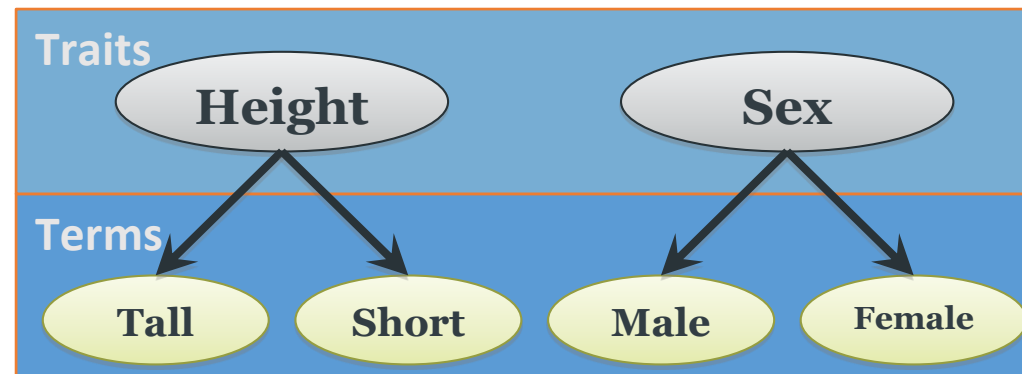 Traits
Height
Sex
Terms
Tall
Short
Male
Female